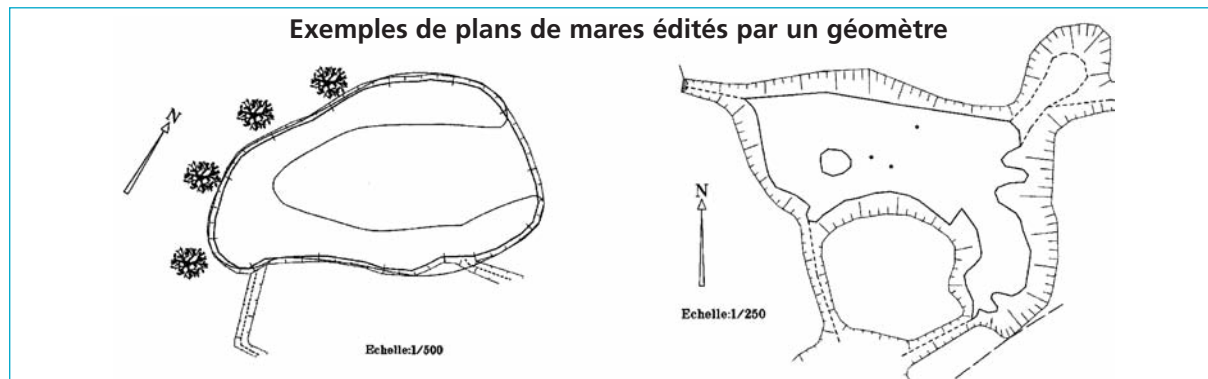 Exemples de plans de mares édités par un géomètre
N
N
Echelle:1/250
Echelle:1/500